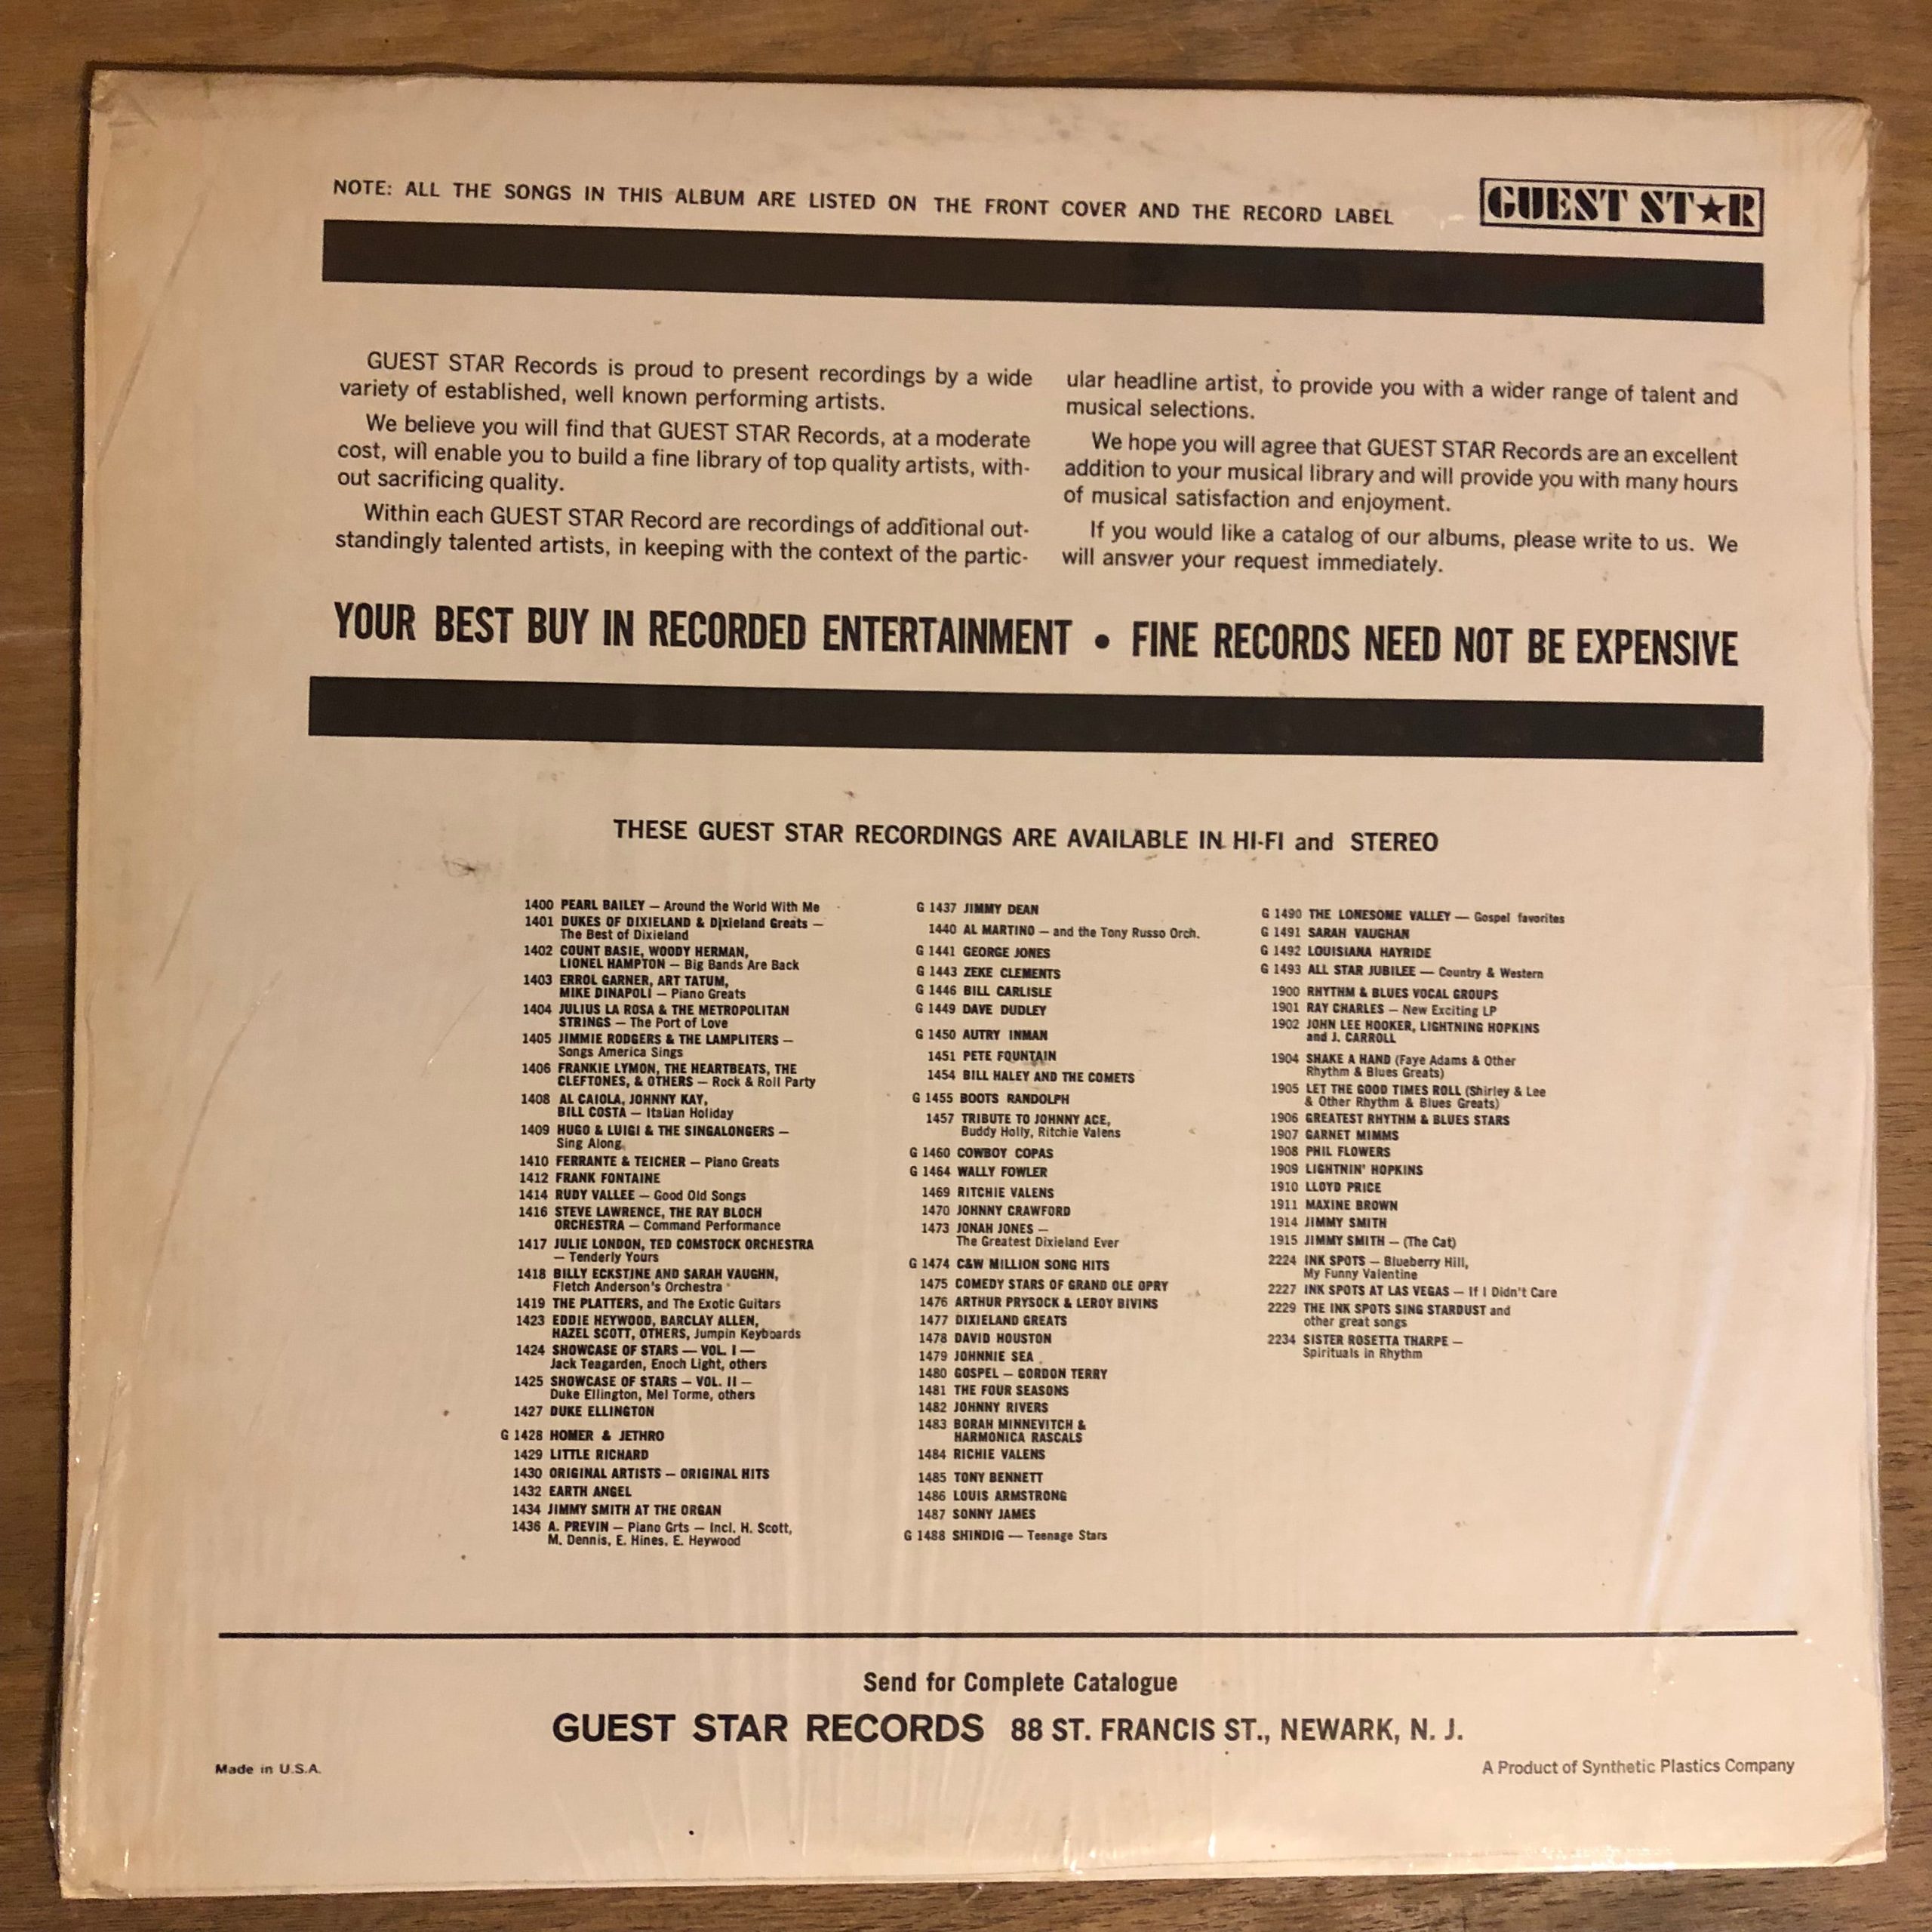 NOTE: ALL THE SONGS IN THIS ALBUM ARE LISTED ON THE FRONT COVER AND THE RECORD LABEL
GUEST ST★R
GUEST STAR Records is proud to present recordings by a wide
variety of established, well known performing artists.
We believe you will find that GUEST STAR Records, at a moderate
cost, will enable you to build a fine library of top quality artists, with-
out sacrificing quality.
Within each GUEST STAR Record are recordings of additional out-
standingly talented artists, in keeping with the context of the partic-
ular headline artist, to provide you with a wider range of talent and
musical selections.
We hope you will agree that GUEST STAR Records are an excellent
addition to your musical library and will provide you with many hours
of musical satisfaction and enjoyment.
If you would like a catalog of our albums, please write to us. We
will answer your request immediately.
YOUR BEST BUY IN RECORDED ENTERTAINMENT • FINE RECORDS NEED NOT BE EXPENSIVE
THESE GUEST STAR RECORDINGS ARE AVAILABLE IN HI-FI and STEREO
1400 PEARL BAILEY — Around the World With Me
1401 DUKES OF DIXIELAND & Dixieland Greats —
The Best of Dixieland
1402 COUNT BASIE, WOODY HERMAN,
LIONEL HAMPTON — Big Bands Are Back
1403 ERROL GARNER, ART TATUM,
MIKE DINAPOLI — Piano Greats
1404 JULIUS LA ROSA & THE METROPOLITAN
STRINGS — The Port of Love
1405 JIMMIE RODGERS & THE LAMPLITERS —
Songs America Sings
1406 FRANKIE LYMON, THE HEARTBEATS, THE
CLEFTONES, & OTHERS — Rock & Roll Party
1408 AL CAIOLA, JOHNNY KAY,
BILL COSTA — Italian Holiday
1409 HUGO & LUIGI & THE SINGALONGERS —
Sing Along
1410 FERRANTE & TEICHER — Piano Greats
1412 FRANK FONTAINE
1414 RUDY VALLEE — Good Old Songs
1416 STEVE LAWRENCE, THE RAY BLOCH
ORCHESTRA — Command Performance
1417 JULIE LONDON, TED COMSTOCK ORCHESTRA
— Tenderly Yours
1418 BILLY ECKSTINE AND SARAH VAUGHN,
Fletch Anderson's Orchestra
1419 THE PLATTERS, and The Exotic Guitars
1423 EDDIE HEYWOOD, BARCLAY ALLEN,
HAZEL SCOTT, OTHERS, Jumpin Keyboards
1424 SHOWCASE OF STARS — VOL. I —
Jack Teagarden, Enoch Light, others
1425 SHOWCASE OF STARS — VOL. II —
Duke Ellington, Mel Torme, others
1427 DUKE ELLINGTON
G 1428 HOMER & JETHRO
1429 LITTLE RICHARD
1430 ORIGINAL ARTISTS — ORIGINAL HITS
1432 EARTH ANGEL
1434 JIMMY SMITH AT THE ORGAN
1436 A. PREVIN — Piano Grts — Incl. H. Scott,
M. Dennis, E. Hines, E. Heywood
G 1437 JIMMY DEAN
1440 AL MARTINO — and the Tony Russo Orch.
G 1441 GEORGE JONES
G 1443 ZEKE CLEMENTS
G 1446 BILL CARLISLE
G 1449 DAVE DUDLEY
G 1450 AUTRY INMAN
1451 PETE FOUNTAIN
1454 BILL HALEY AND THE COMETS
G 1455 BOOTS RANDOLPH
1457 TRIBUTE TO JOHNNY ACE,
Buddy Holly, Ritchie Valens
G 1460 COWBOY COPAS
G 1464 WALLY FOWLER
1469 RITCHIE VALENS
1470 JOHNNY CRAWFORD
1473 JONAH JONES —
The Greatest Dixieland Ever
G 1474 C&W MILLION SONG HITS
1475 COMEDY STARS OF GRAND OLE OPRY
1476 ARTHUR PRYSOCK & LEROY BIVINS
1477 DIXIELAND GREATS
1478 DAVID HOUSTON
1479 JOHNNIE SEA
1480 GOSPEL — GORDON TERRY
1481 THE FOUR SEASONS
1482 JOHNNY RIVERS
1483 BORAH MINNEVITCH &
HARMONICA RASCALS
1484 RICHIE VALENS
1485 TONY BENNETT
1486 LOUIS ARMSTRONG
1487 SONNY JAMES
G 1488 SHINDIG — Teenage Stars
G 1490 THE LONESOME VALLEY — Gospel favorites
G 1491 SARAH VAUGHAN
G 1492 LOUISIANA HAYRIDE
G 1493 ALL STAR JUBILEE — Country & Western
1900 RHYTHM & BLUES VOCAL GROUPS
1901 RAY CHARLES — New Exciting LP
1902 JOHN LEE HOOKER, LIGHTNING HOPKINS
and J. CARROLL
1904 SHAKE A HAND (Faye Adams & Other
Rhythm & Blues Greats)
1905 LET THE GOOD TIMES ROLL (Shirley & Lee
& Other Rhythm & Blues Greats)
1906 GREATEST RHYTHM & BLUES STARS
1907 GARNET MIMMS
1908 PHIL FLOWERS
1909 LIGHTNIN' HOPKINS
1910 LLOYD PRICE
1911 MAXINE BROWN
1914 JIMMY SMITH
1915 JIMMY SMITH — (The Cat)
2224 INK SPOTS — Blueberry Hill,
My Funny Valentine
2227 INK SPOTS AT LAS VEGAS — If I Didn't Care
2229 THE INK SPOTS SING STARDUST and
other great songs
2234 SISTER ROSETTA THARPE —
Spirituals in Rhythm
Send for Complete Catalogue
GUEST STAR RECORDS 88 ST. FRANCIS ST., NEWARK, N. J.
Made in U.S.A.
A Product of Synthetic Plastics Company